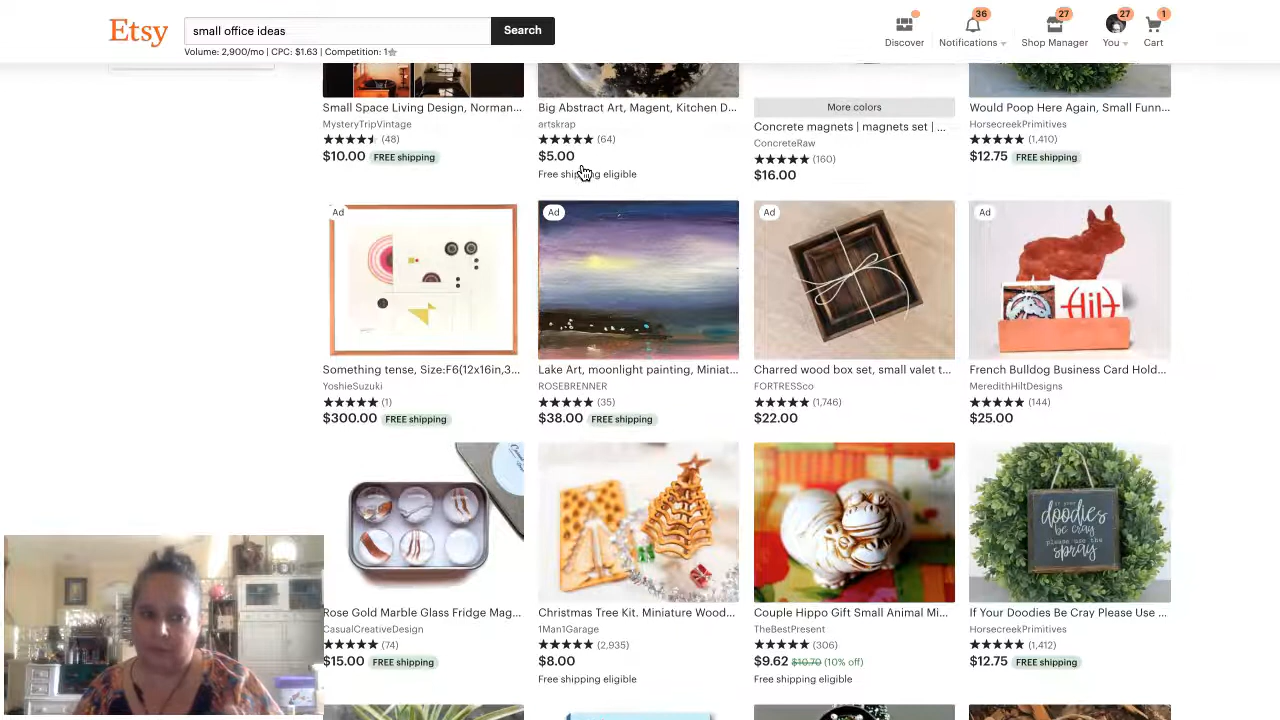 Etsy
small office ideas
Search
Volume: 2,900/mo | CPC: $1.63 | Competition: 1
Discover
36
Notifications
27
Shop Manager
27
You
1
Cart
Small Space Living Design, Norman...
MysteryTripVintage
(48)
$10.00 FREE shipping
Big Abstract Art, Magent, Kitchen D...
artskrap
(64)
$5.00
Free shipping eligible
More colors
Concrete magnets | magnets set | ...
ConcreteRaw
(160)
$16.00
Would Poop Here Again, Small Funn...
HorsecreekPrimitives
(1,410)
$12.75 FREE shipping
Ad
Something tense, Size:F6(12x16in,3...
YoshieSuzuki
(1)
$300.00 FREE shipping
Ad
Lake Art, moonlight painting, Miniat...
ROSEBRENNER
(35)
$38.00 FREE shipping
Ad
Charred wood box set, small valet t...
FORTRESSco
(1,746)
$22.00
Ad
Hilt
French Bulldog Business Card Hold...
MeredithHiltDesigns
(144)
$25.00
Rose Gold Marble Glass Fridge Mag...
CasualCreativeDesign
(74)
$15.00 FREE shipping
Christmas Tree Kit. Miniature Wood...
1Man1Garage
(2,935)
$8.00
Free shipping eligible
Couple Hippo Gift Small Animal Mi...
TheBestPresent
(306)
$9.62 $10.70 (10% off)
Free shipping eligible
if your
doodies
be cray
please use the
spray
If Your Doodies Be Cray Please Use ...
HorsecreekPrimitives
(1,412)
$12.75 FREE shipping